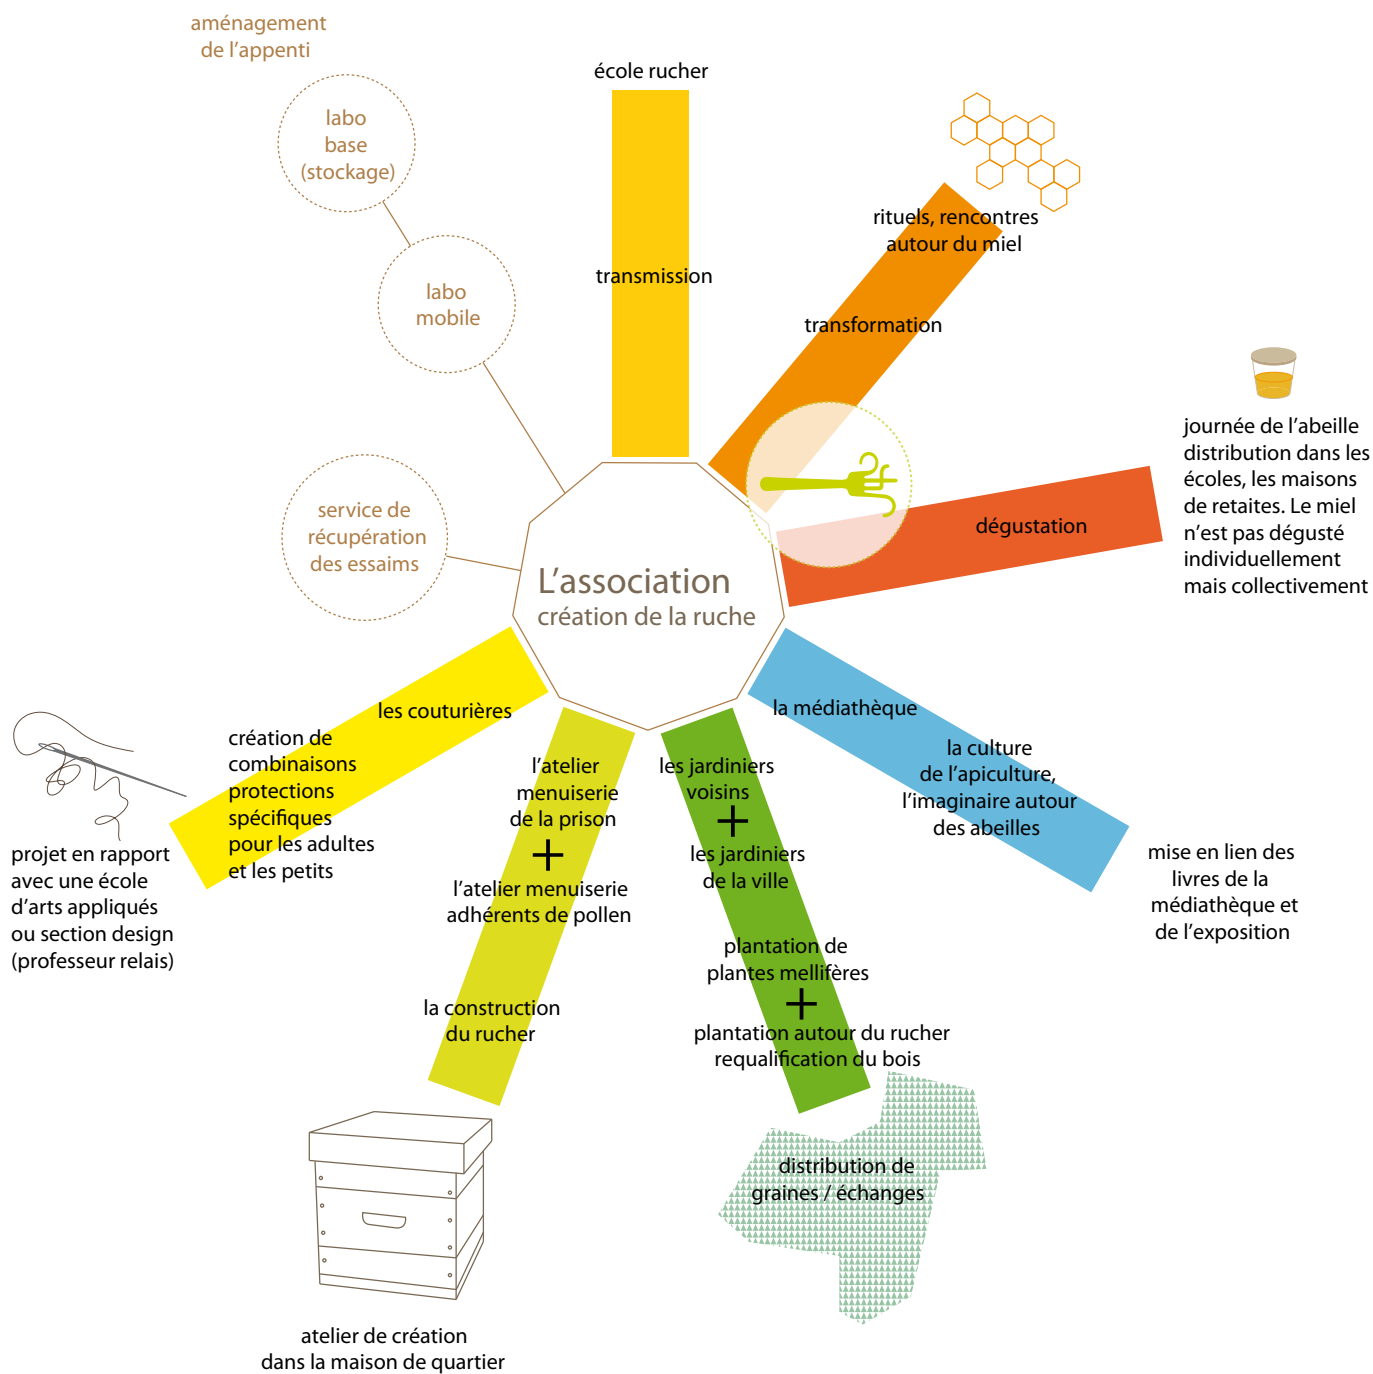 aménagement
de l'appenti
labo
base
(stockage)
labo
mobile
service de
récupération
des essaims
école rucher
transmission
rituels, rencontres
autour du miel
transformation
journée de l'abeille
distribution dans les
écoles, les maisons
de retaites. Le miel
n'est pas dégusté
individuellement
mais collectivement
dégustation
L'association
création de la ruche
la médiathèque
la culture
de l'apiculture,
l'imaginaire autour
des abeilles
mise en lien des
livres de la
médiathèque et
de l'exposition
les jardiniers
voisins
+
les jardiniers
de la ville
plantation de
plantes mellifères
+
plantation autour du rucher
requalification du bois
distribution de
graines / échanges
l'atelier
menuiserie
de la prison
+
l'atelier menuiserie
adhérents de pollen
la construction
du rucher
atelier de création
dans la maison de quartier
les couturières
création de
combinaisons
protections
spécifiques
pour les adultes
et les petits
projet en rapport
avec une école
d'arts appliqués
ou section design
(professeur relais)